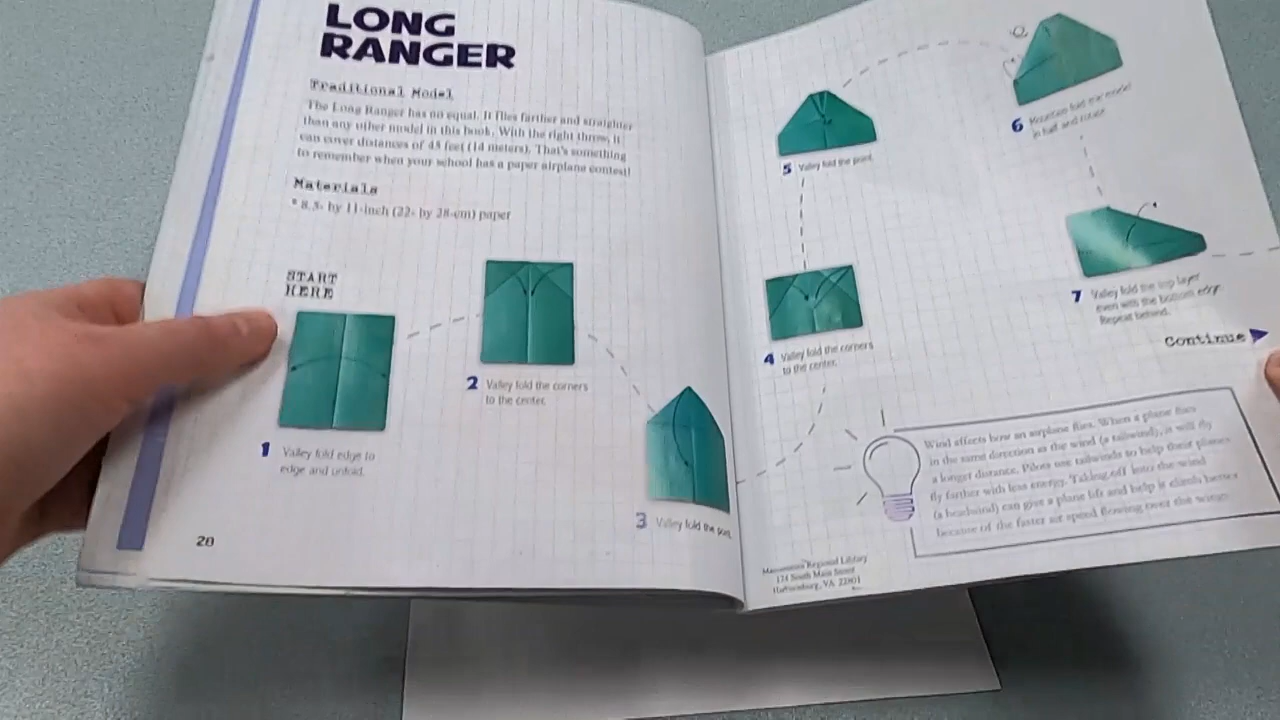 LONG
RANGER
Traditional Model
The Long Ranger has no equal. It flies farther and straighter
than any other model in this book. With the right throw, it
can cover distances of 45 feet (14 meters). That's something
to remember when your school has a paper airplane contest!
Materials
* 8.5- by 11-inch (22- by 28-cm) paper
START
HERE
1 Valley fold edge to
edge and unfold.
2 Valley fold the corners
to the center.
3 Valley fold the point.
20
4 Valley fold the corners
to the center.
5 Valley fold the point.
6 Mountain fold the model
in half and rotate.
7 Valley fold the top layer
even with the bottom edge.
Repeat behind.
Continue
Wind affects how an airplane flies. When a plane flies
in the same direction as the wind (a tailwind), it will fly
a longer distance. Pilots use tailwinds to help their planes
fly farther with less energy. Taking off into the wind
(a headwind) can give a plane lift and help it climb better
because of the faster air speed flowing over the wings.
Massanutten Regional Library
174 South Main Street
Harrisonburg, VA 22801